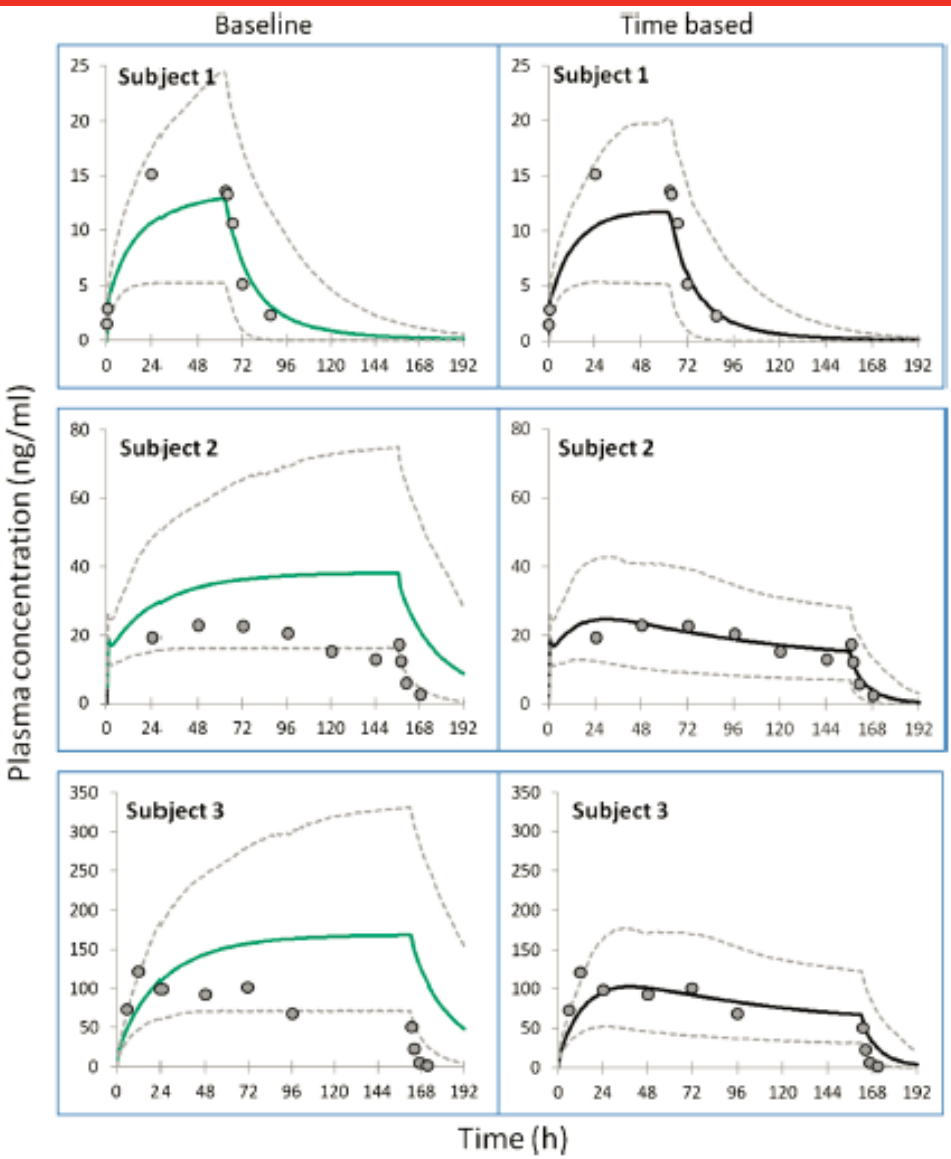 Baseline Time based
Subject 1
25
20
15
10
5
0
0 24 48 72 96 120 144 168 192
Subject 1
25
20
15
10
5
0
0 24 48 72 96 120 144 168 192
Subject 2
80
60
40
20
0
0 24 48 72 96 120 144 168 192
Subject 2
80
60
40
20
0
0 24 48 72 96 120 144 168 192
Subject 3
350
300
250
200
150
100
50
0
0 24 48 72 96 120 144 168 192
Subject 3
350
300
250
200
150
100
50
0
0 24 48 72 96 120 144 168 192
Plasma concentration (ng/ml)
Time (h)